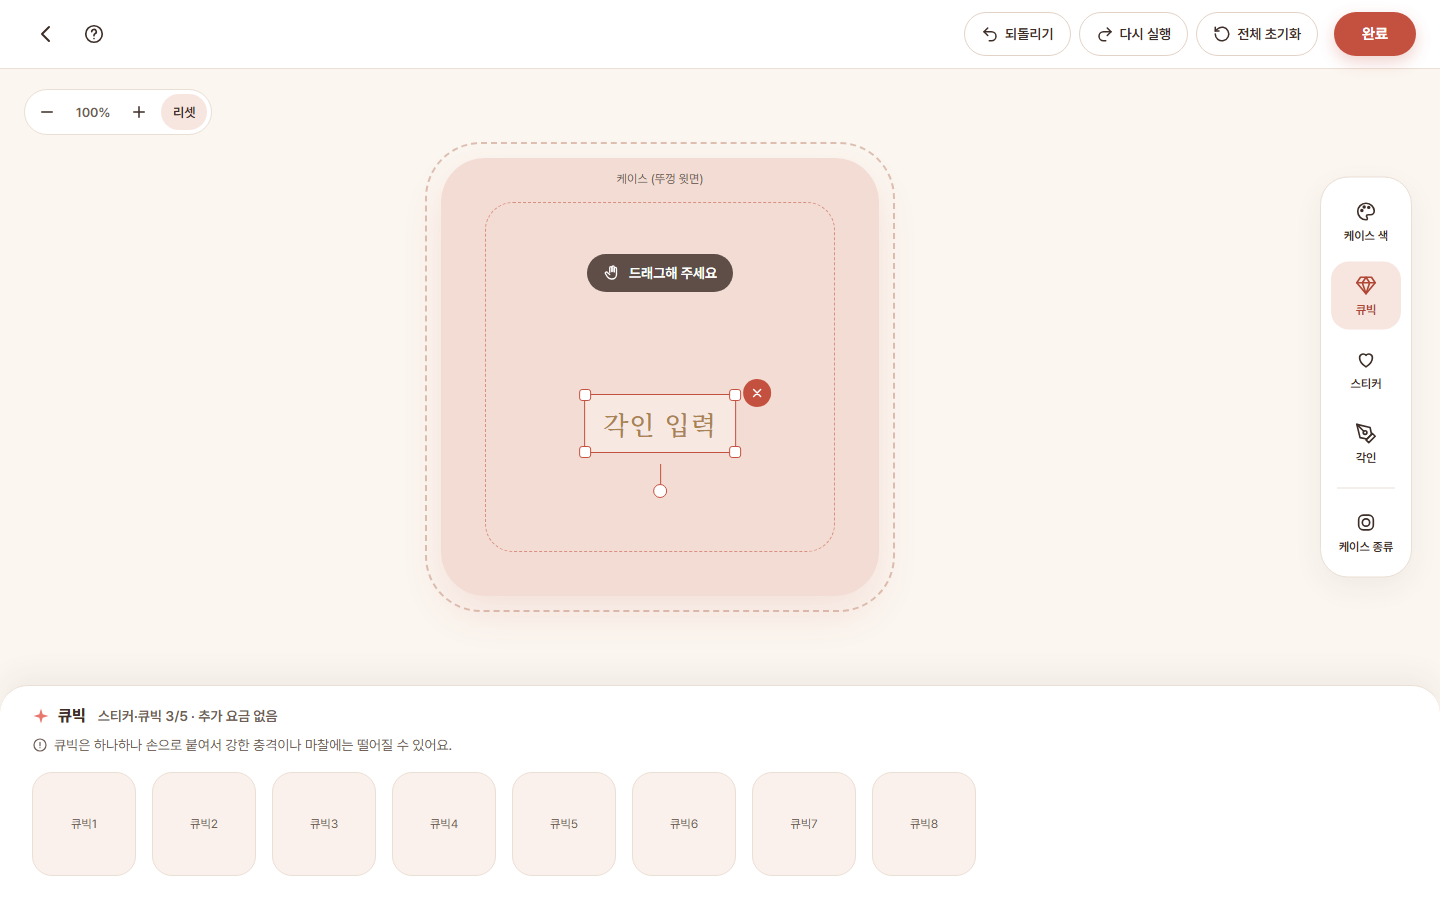 되돌리기
다시 실행
전체 초기화
완료
100%
리셋
케이스 (뚜껑 윗면)
드래그해 주세요
각인 입력
케이스 색
큐빅
스티커
각인
케이스 종류
큐빅 스티커·큐빅 3/5 · 추가 요금 없음
큐빅은 하나하나 손으로 붙여서 강한 충격이나 마찰에는 떨어질 수 있어요.
큐빅1
큐빅2
큐빅3
큐빅4
큐빅5
큐빅6
큐빅7
큐빅8